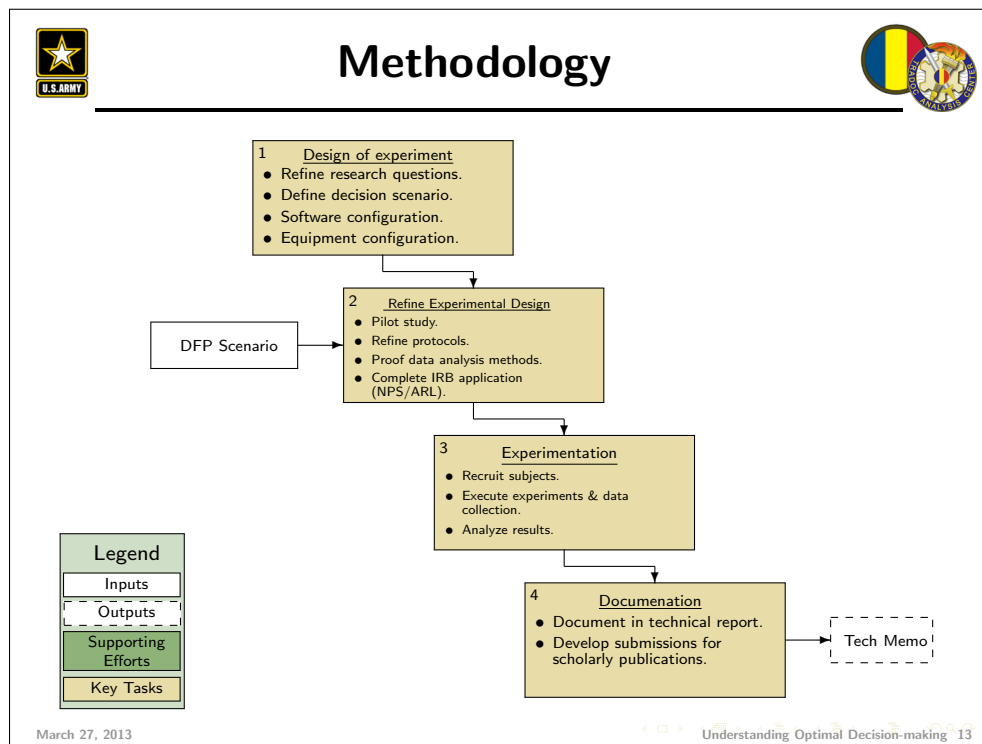 Methodology
U.S.ARMY
TRADOC ANALYSIS CENTER
1 Design of experiment
• Refine research questions.
• Define decision scenario.
• Software configuration.
• Equipment configuration.
2 Refine Experimental Design
• Pilot study.
• Refine protocols.
• Proof data analysis methods.
• Complete IRB application
(NPS/ARL).
DFP Scenario
3 Experimentation
• Recruit subjects.
• Execute experiments & data
collection.
• Analyze results.
4 Documenation
• Document in technical report.
• Develop submissions for
scholarly publications.
Tech Memo
Legend
Inputs
Outputs
Supporting
Efforts
Key Tasks
March 27, 2013
Understanding Optimal Decision-making 13